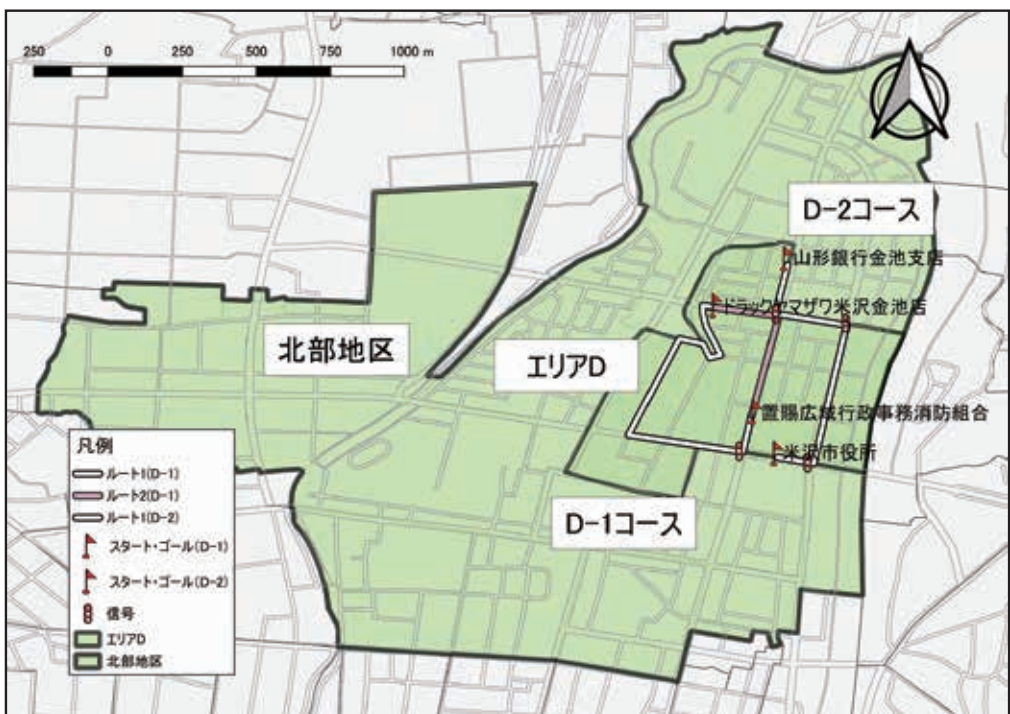 250 0 250 500 750 1000 m
D-2コース
山形銀行金池支店
ドラックヤマザワ米沢金池店
北部地区
エリアD
置賜広域行政事務消防組合
米沢市役所
D-1コース
凡例
ルート1(D-1)
ルート2(D-1)
ルート1(D-2)
スタート・ゴール(D-1)
スタート・ゴール(D-2)
信号
エリアD
北部地区